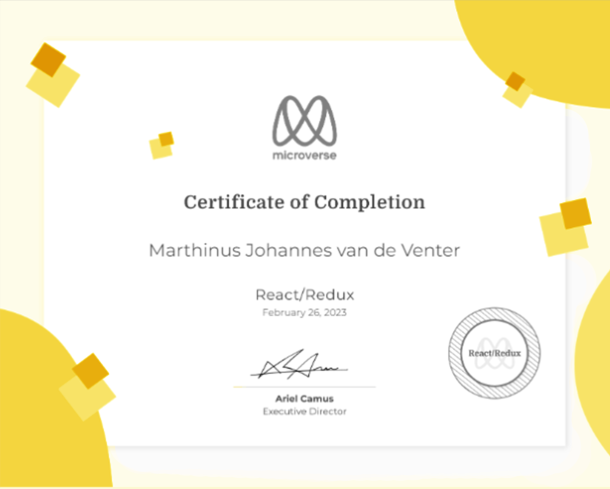 microverse
Certificate of Completion
Marthinus Johannes van de Venter
React/Redux
February 26, 2023
React/Redux
Ariel Camus
Executive Director